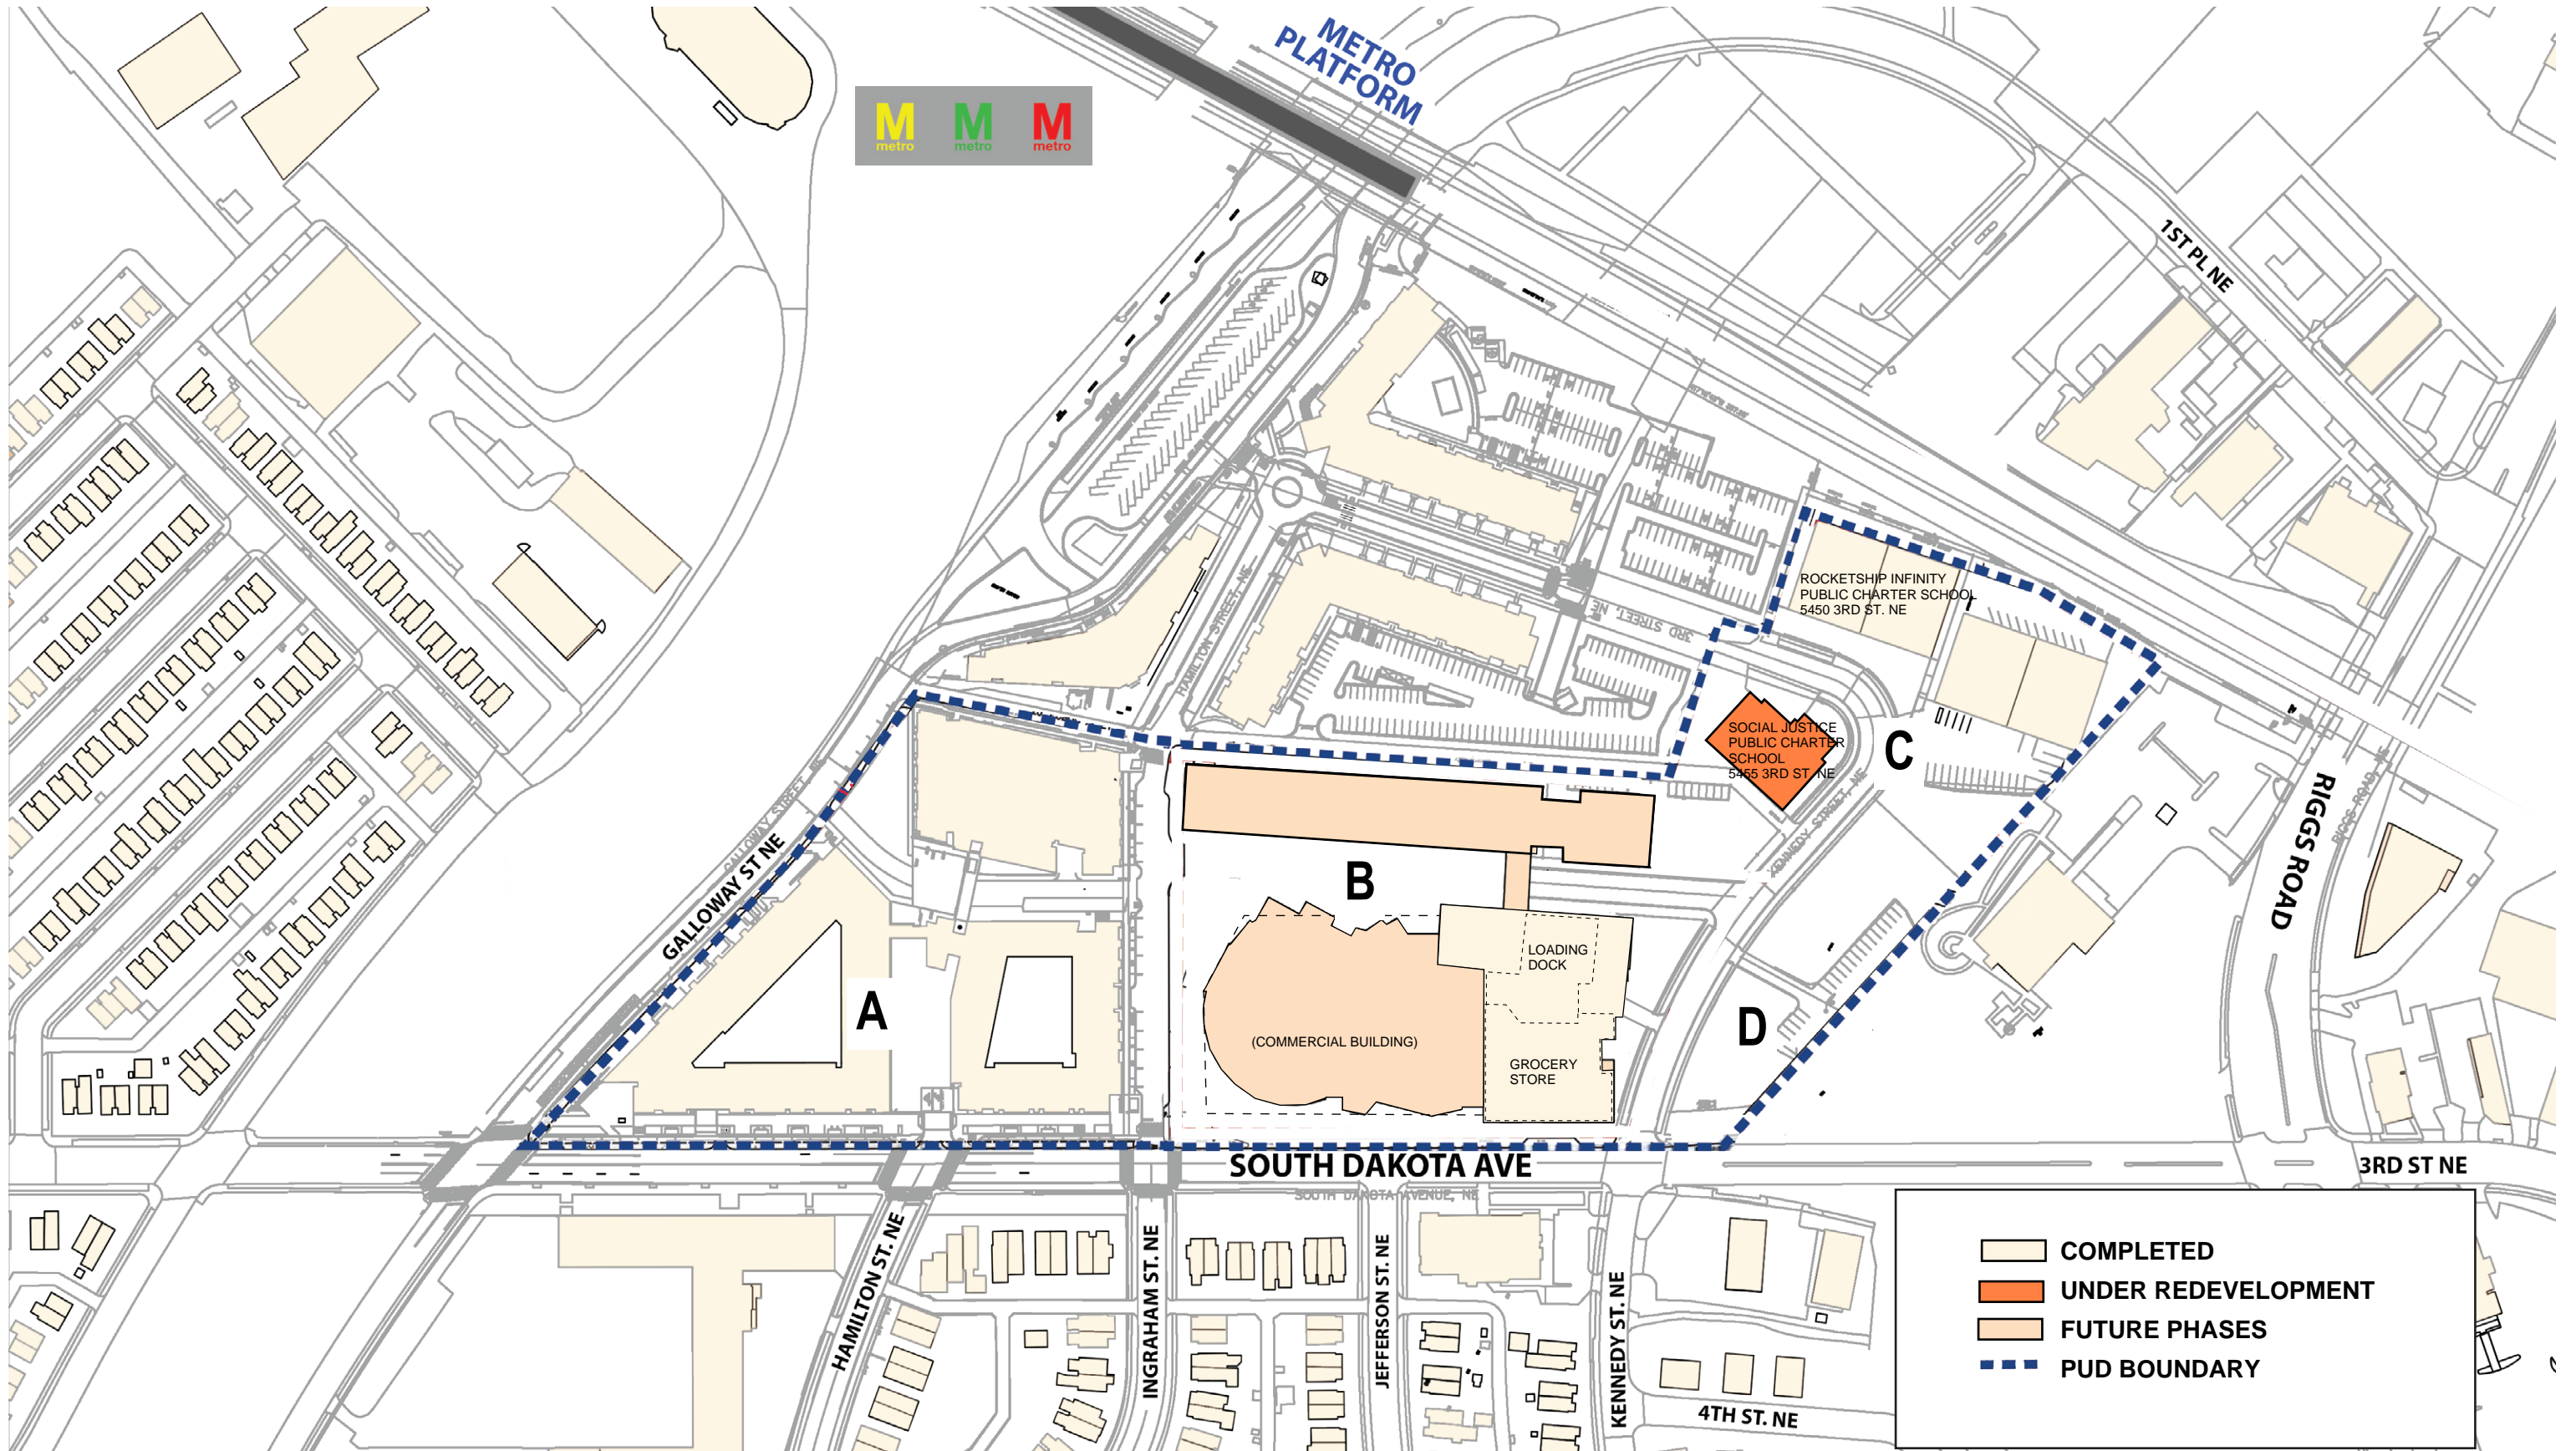 METRO
PLATFORM
M
metro
M
metro
M
metro
1ST PL NE
ROCKETSHIP INFINITY
PUBLIC CHARTER SCHOOL
5450 3RD ST. NE
HAMILTON STREET, NE
3RD STREET, NE
SOCIAL JUSTICE
PUBLIC CHARTER
SCHOOL
5455 3RD ST. NE
C
KENNEDY STREET, NE
RIGGS ROAD
RIGGS ROAD, NE
GALLOWAY STREET, NE
GALLOWAY ST NE
B
LOADING
DOCK
A
D
(COMMERCIAL BUILDING)
GROCERY
STORE
SOUTH DAKOTA AVE
SOUTH DAKOTA AVENUE, NE
3RD ST NE
HAMILTON ST. NE
INGRAHAM ST. NE
JEFFERSON ST. NE
KENNEDY ST. NE
4TH ST. NE
COMPLETED
UNDER REDEVELOPMENT
FUTURE PHASES
PUD BOUNDARY